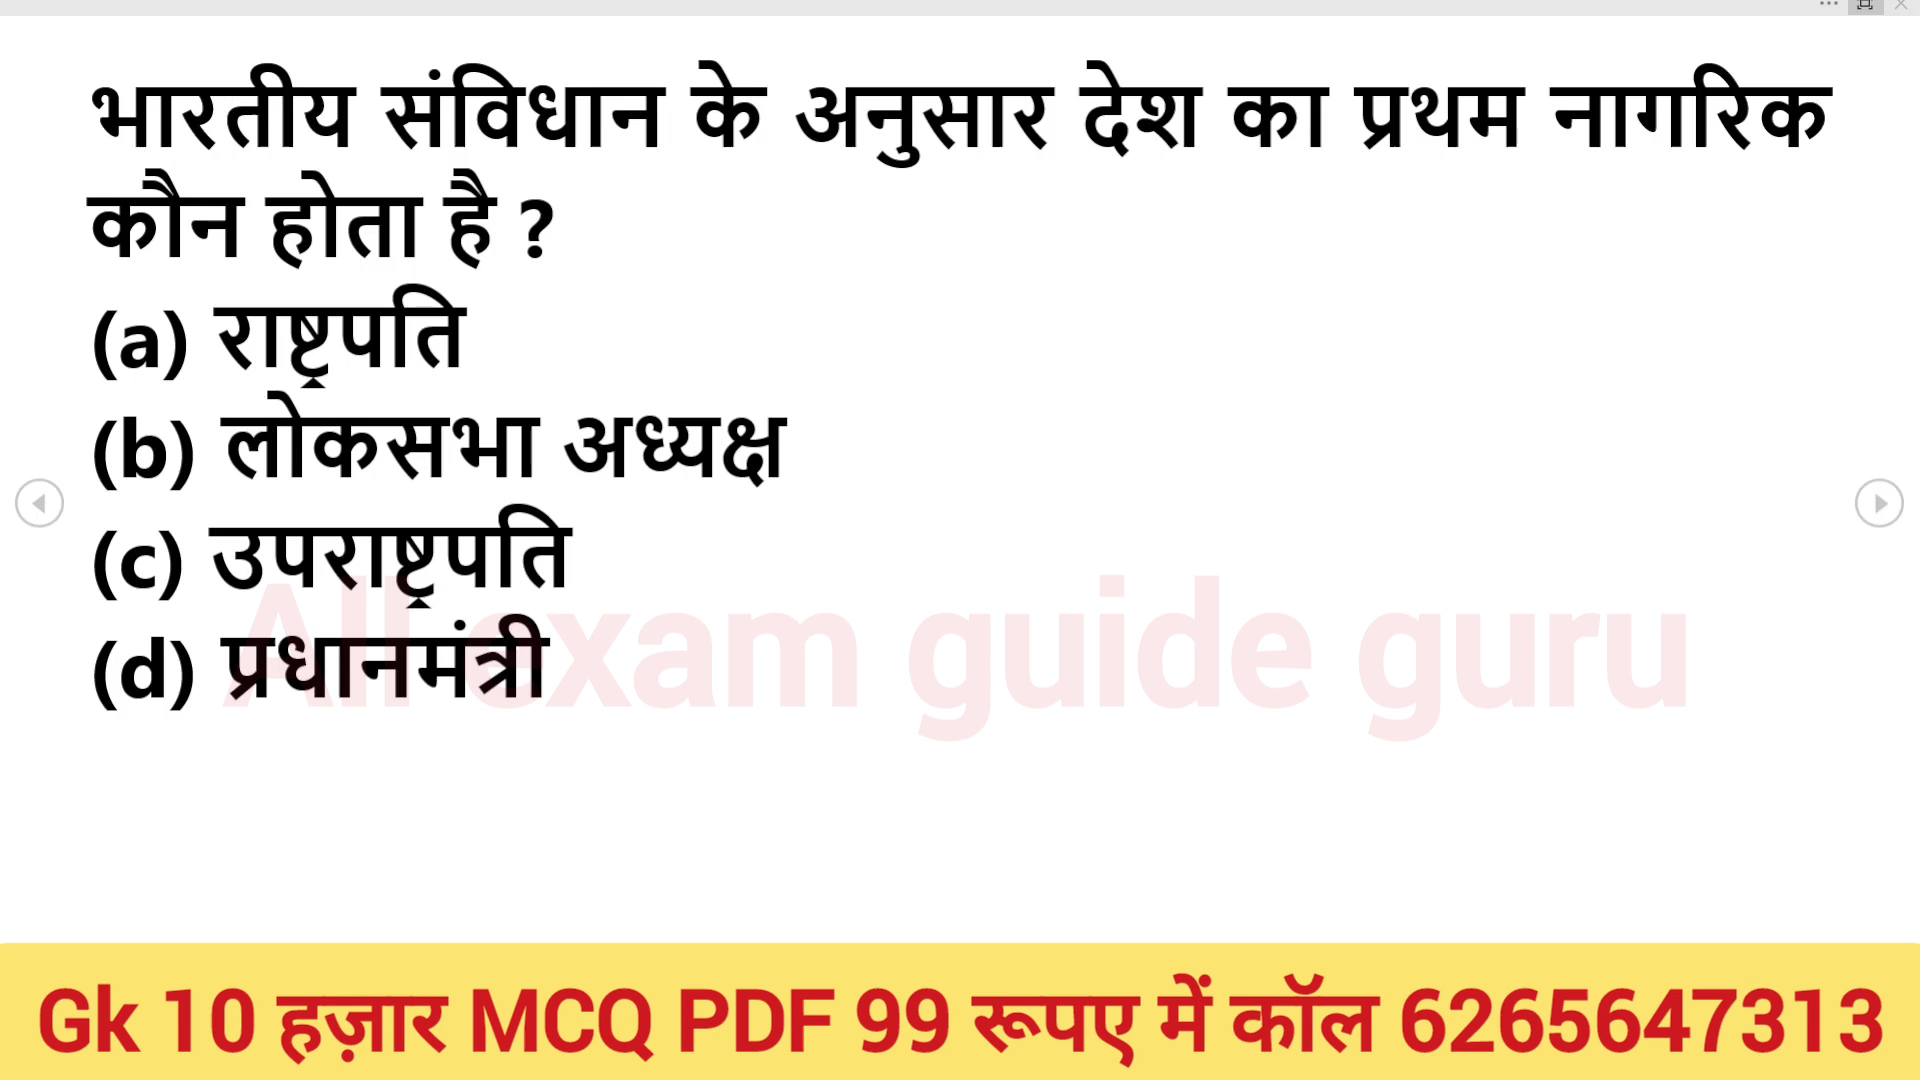 भारतीय संविधान के अनुसार देश का प्रथम नागरिक
कौन होता है ?
(a) राष्ट्रपति
(b) लोकसभा अध्यक्ष
(c) उपराष्ट्रपति
(d) प्रधानमंत्री
All exam guide guru
Gk 10 हज़ार MCQ PDF 99 रूपए में कॉल 6265647313